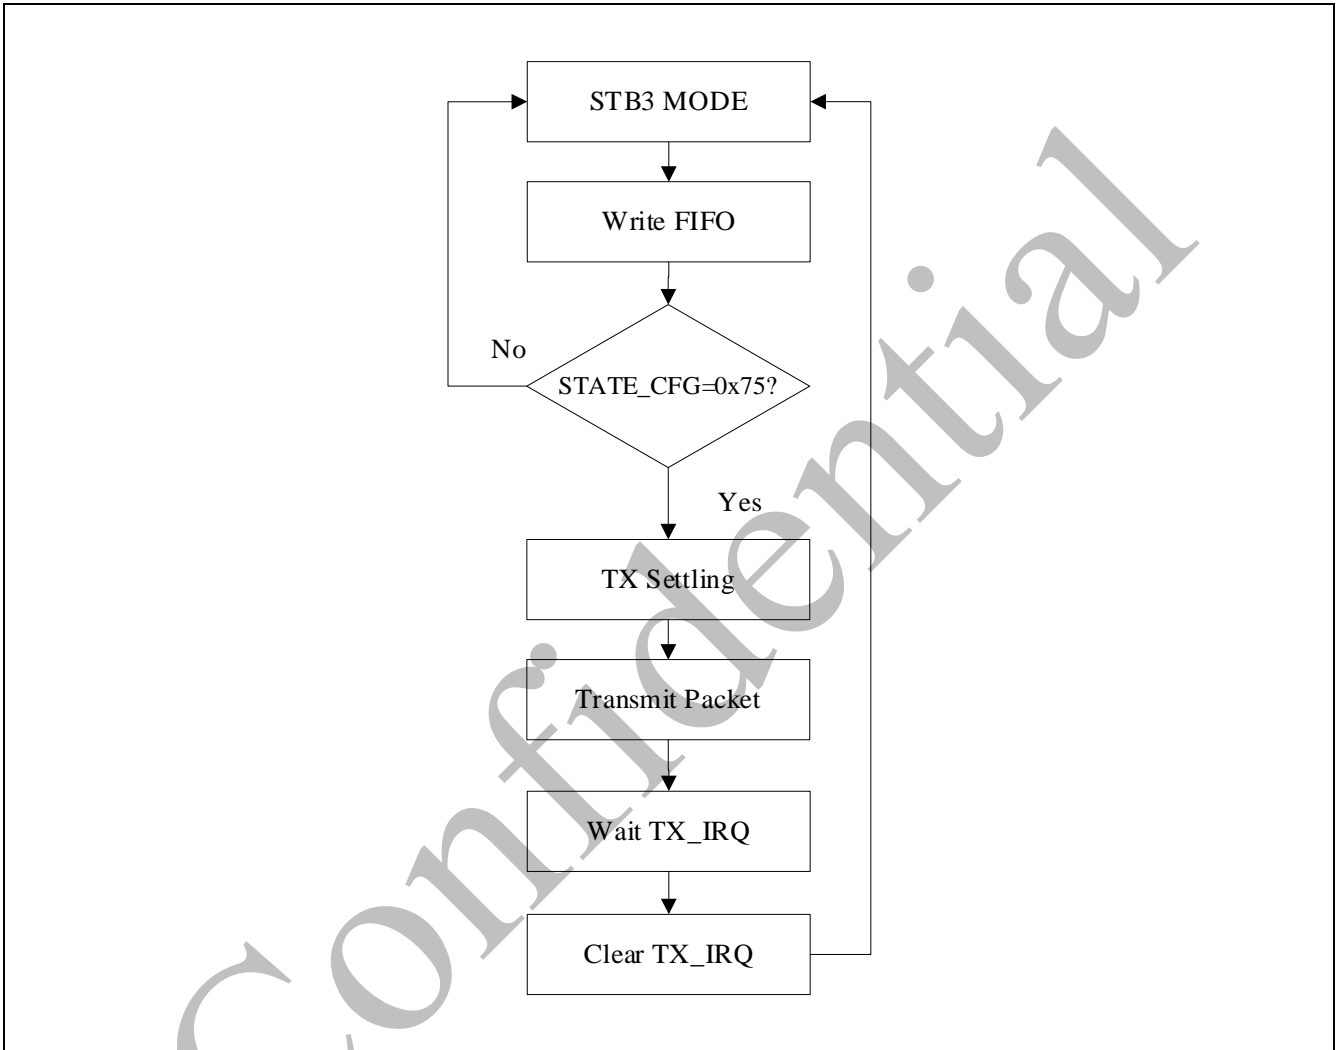 STB3 MODE
Write FIFO
No
STATE_CFG=0x75?
Yes
TX Settling
Transmit Packet
Wait TX_IRQ
Clear TX_IRQ
Confidential